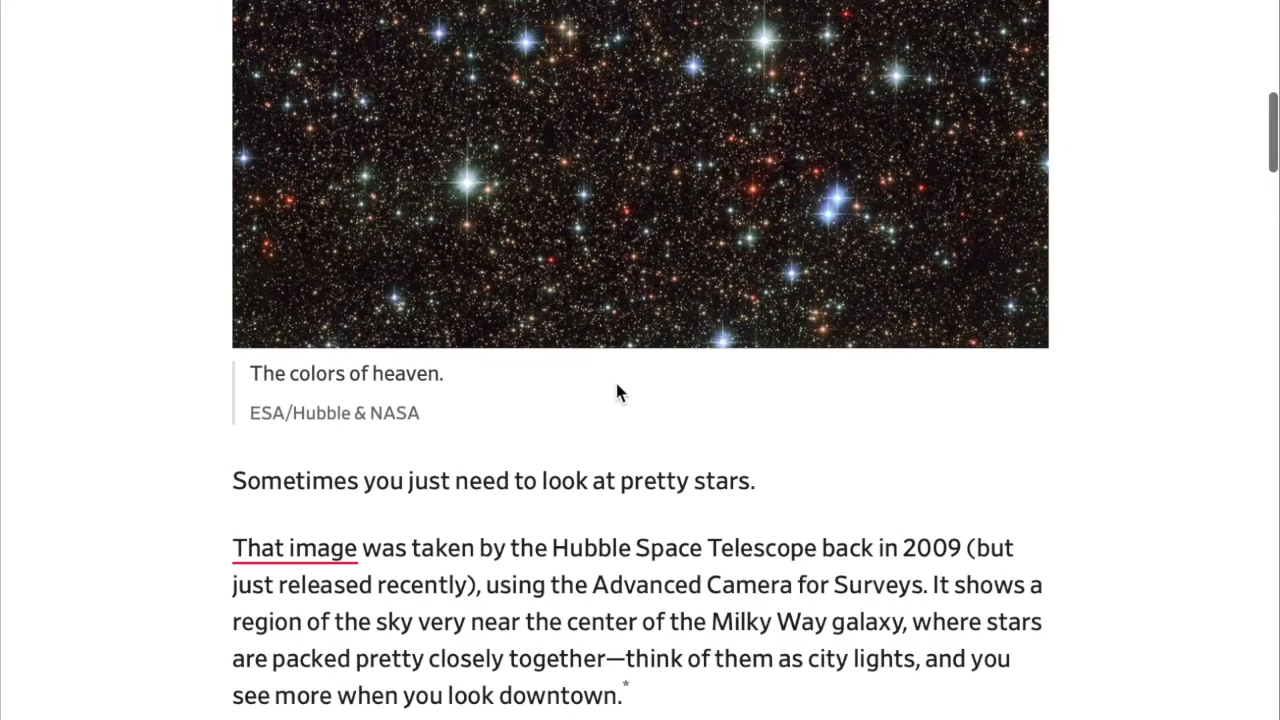 The colors of heaven.
ESA/Hubble & NASA
Sometimes you just need to look at pretty stars.
That image was taken by the Hubble Space Telescope back in 2009 (but
just released recently), using the Advanced Camera for Surveys. It shows a
region of the sky very near the center of the Milky Way galaxy, where stars
are packed pretty closely together—think of them as city lights, and you
see more when you look downtown.*